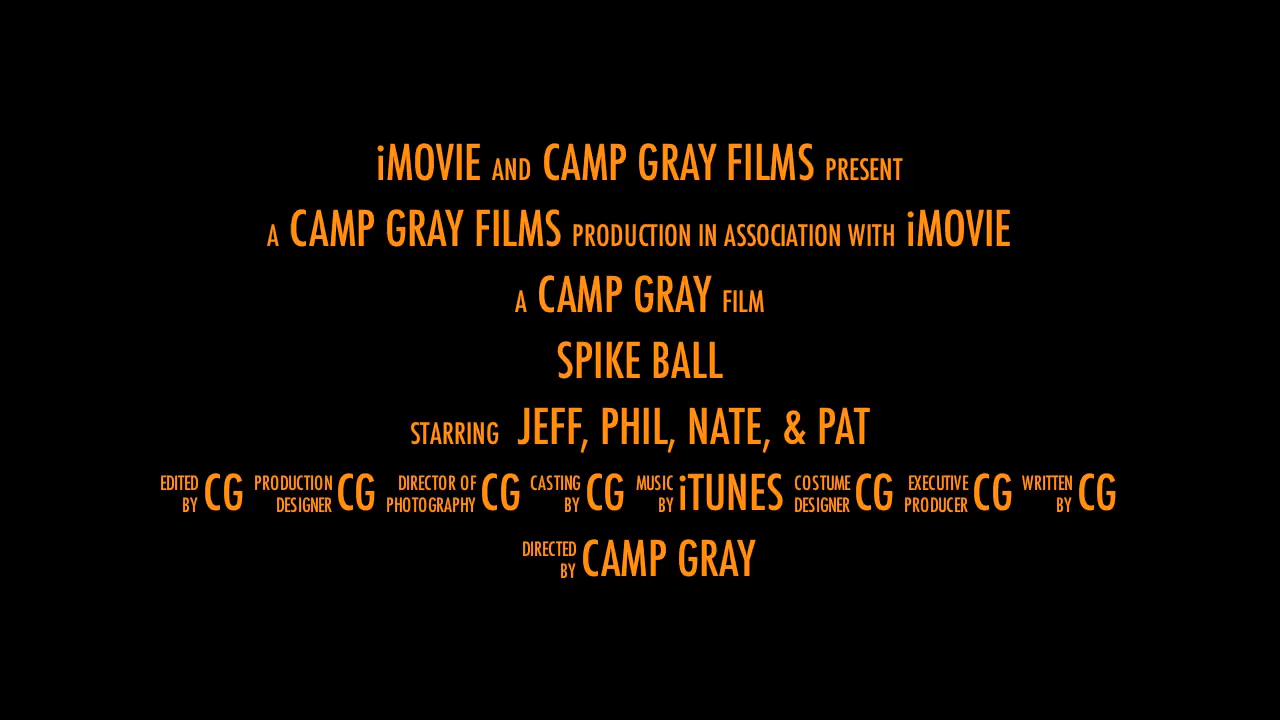 iMOVIE AND CAMP GRAY FILMS PRESENT
A CAMP GRAY FILMS PRODUCTION IN ASSOCIATION WITH iMOVIE
A CAMP GRAY FILM
SPIKE BALL
STARRING JEFF, PHIL, NATE, & PAT
EDITED BY CG PRODUCTION DESIGNER CG DIRECTOR OF PHOTOGRAPHY CG CASTING BY CG MUSIC BY iTUNES COSTUME DESIGNER CG EXECUTIVE PRODUCER CG WRITTEN BY CG
DIRECTED BY CAMP GRAY